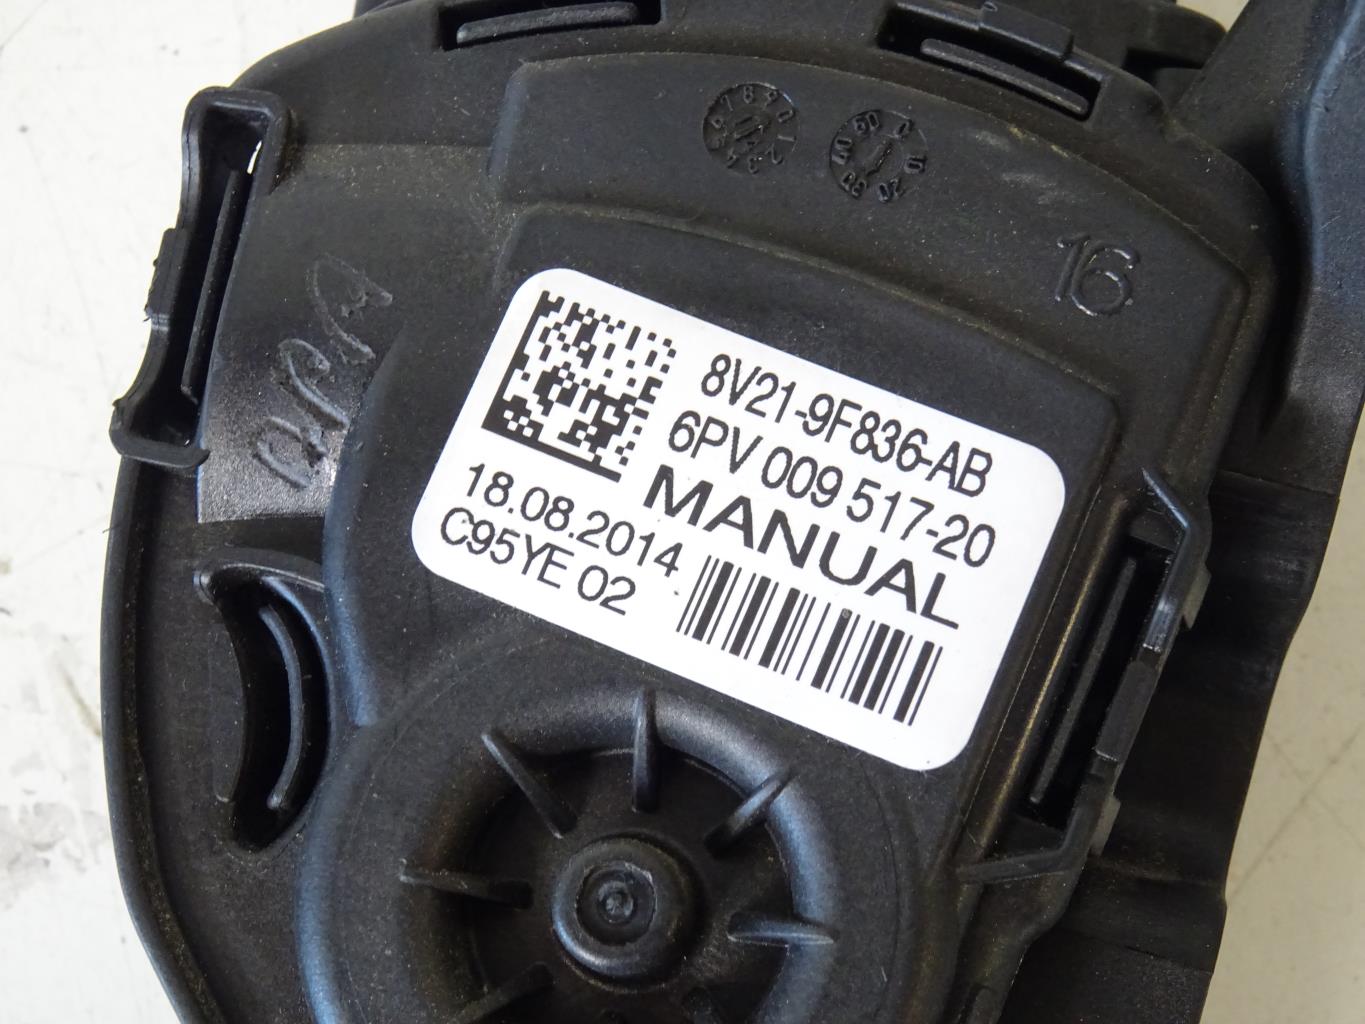 16
8V21-9F836-AB
6PV 009 517-20
MANUAL
18.08.2014
C95YE 02